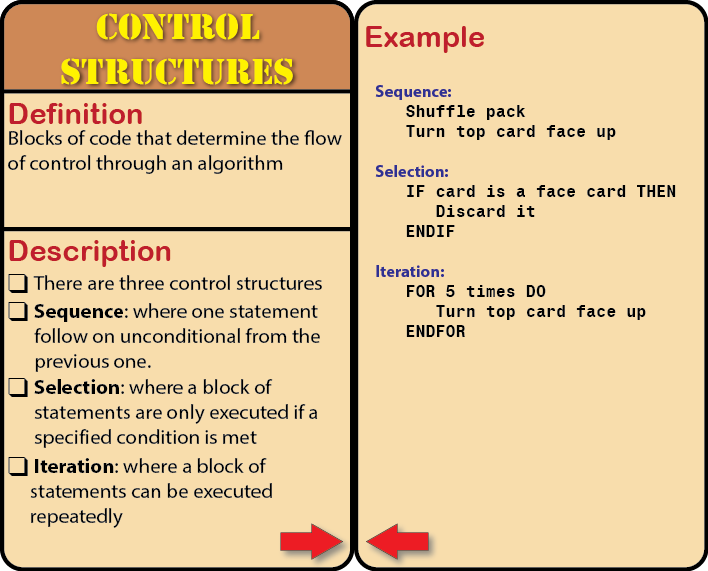 CONTROL
STRUCTURES
Definition
Blocks of code that determine the flow
of control through an algorithm
Description
❑ There are three control structures
❑ Sequence: where one statement
follow on unconditional from the
previous one.
❑ Selection: where a block of
statements are only executed if a
specified condition is met
❑ Iteration: where a block of
statements can be executed
repeatedly
Example
Sequence:
Shuffle pack
Turn top card face up
Selection:
IF card is a face card THEN
Discard it
ENDIF
Iteration:
FOR 5 times DO
Turn top card face up
ENDFOR